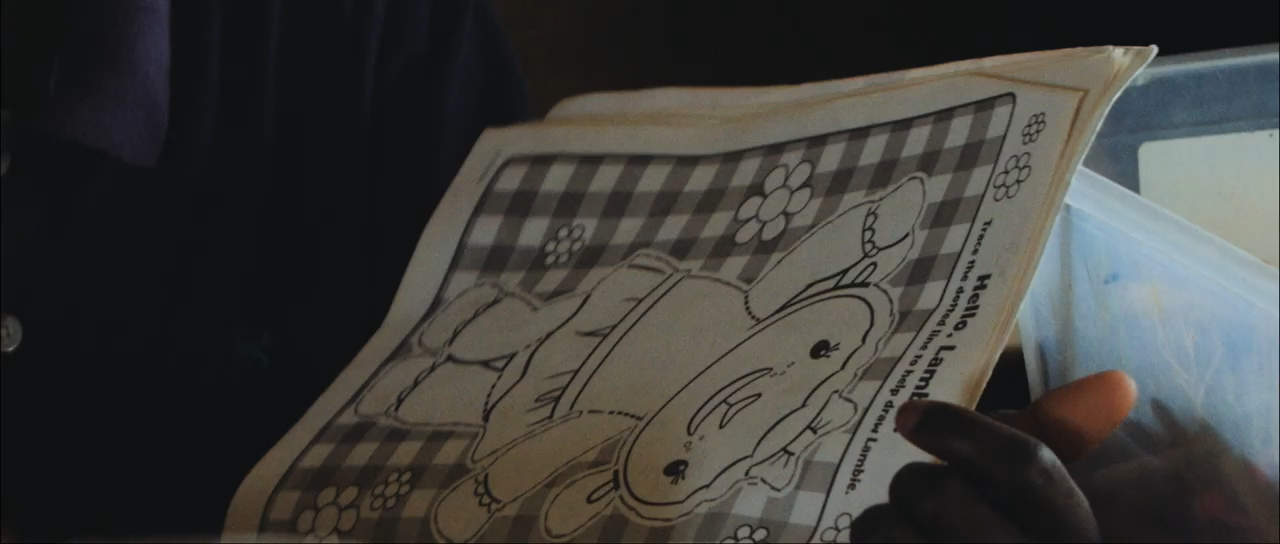 Hello, Lamb
Trace the dotted line to help draw Lambie.